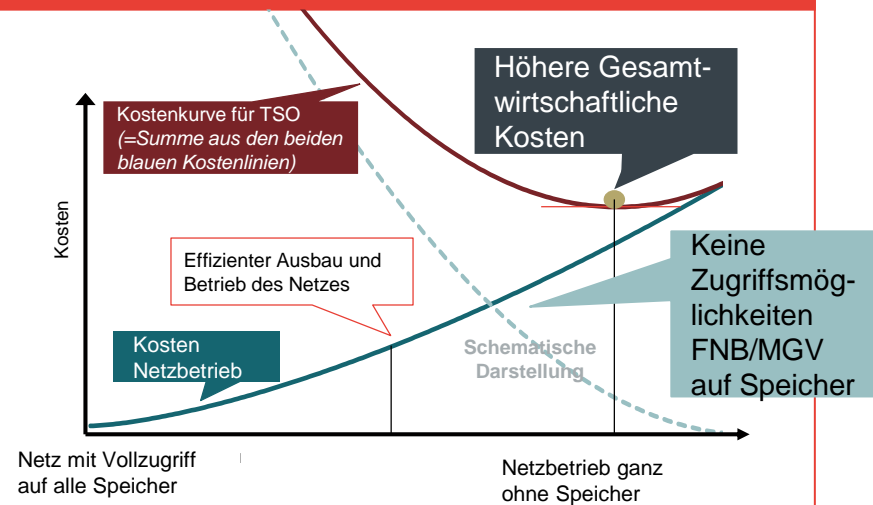 Höhere Gesamt-
wirtschaftliche
Kosten
Kostenkurve für TSO
(=Summe aus den beiden
blauen Kostenlinien)
Kosten
Effizienter Ausbau und
Betrieb des Netzes
Keine
Zugriffsmög-
lichkeiten
FNB/MGV
auf Speicher
Kosten
Netzbetrieb
Schematische
Darstellung
Netz mit Vollzugriff
auf alle Speicher
Netzbetrieb ganz
ohne Speicher